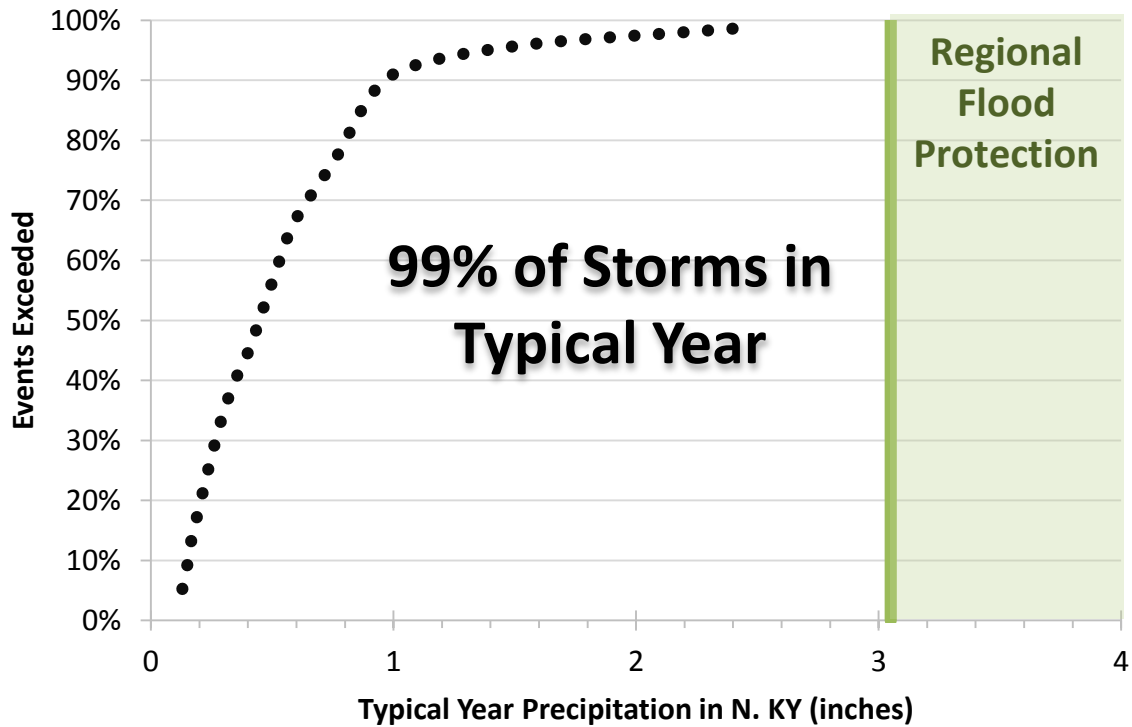 100%
90%
80%
70%
60%
50%
40%
30%
20%
10%
0%
Events Exceeded
99% of Storms in
Typical Year
Regional
Flood
Protection
0 1 2 3 4
Typical Year Precipitation in N. KY (inches)